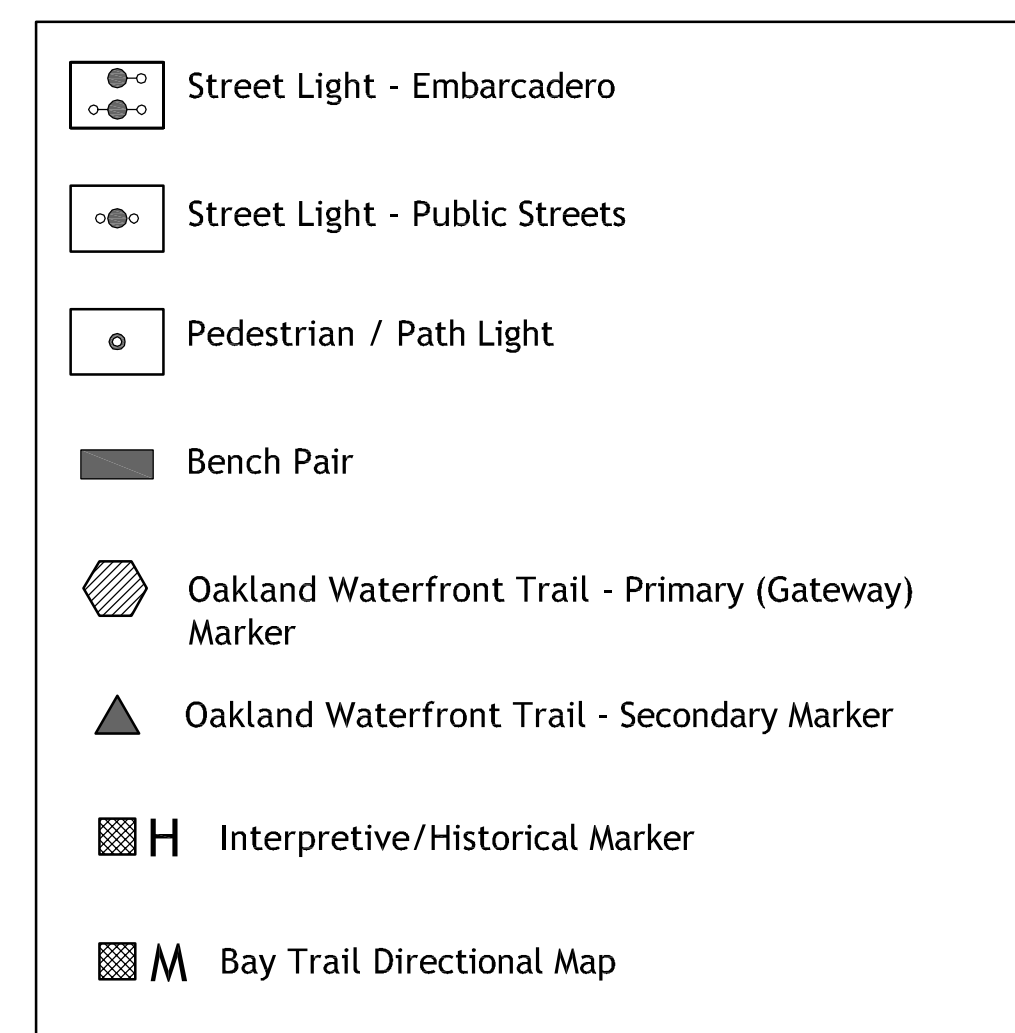 Street Light - Embarcadero
Street Light - Public Streets
Pedestrian / Path Light
Bench Pair
Oakland Waterfront Trail - Primary (Gateway)
Marker
Oakland Waterfront Trail - Secondary Marker
H Interpretive/Historical Marker
M Bay Trail Directional Map